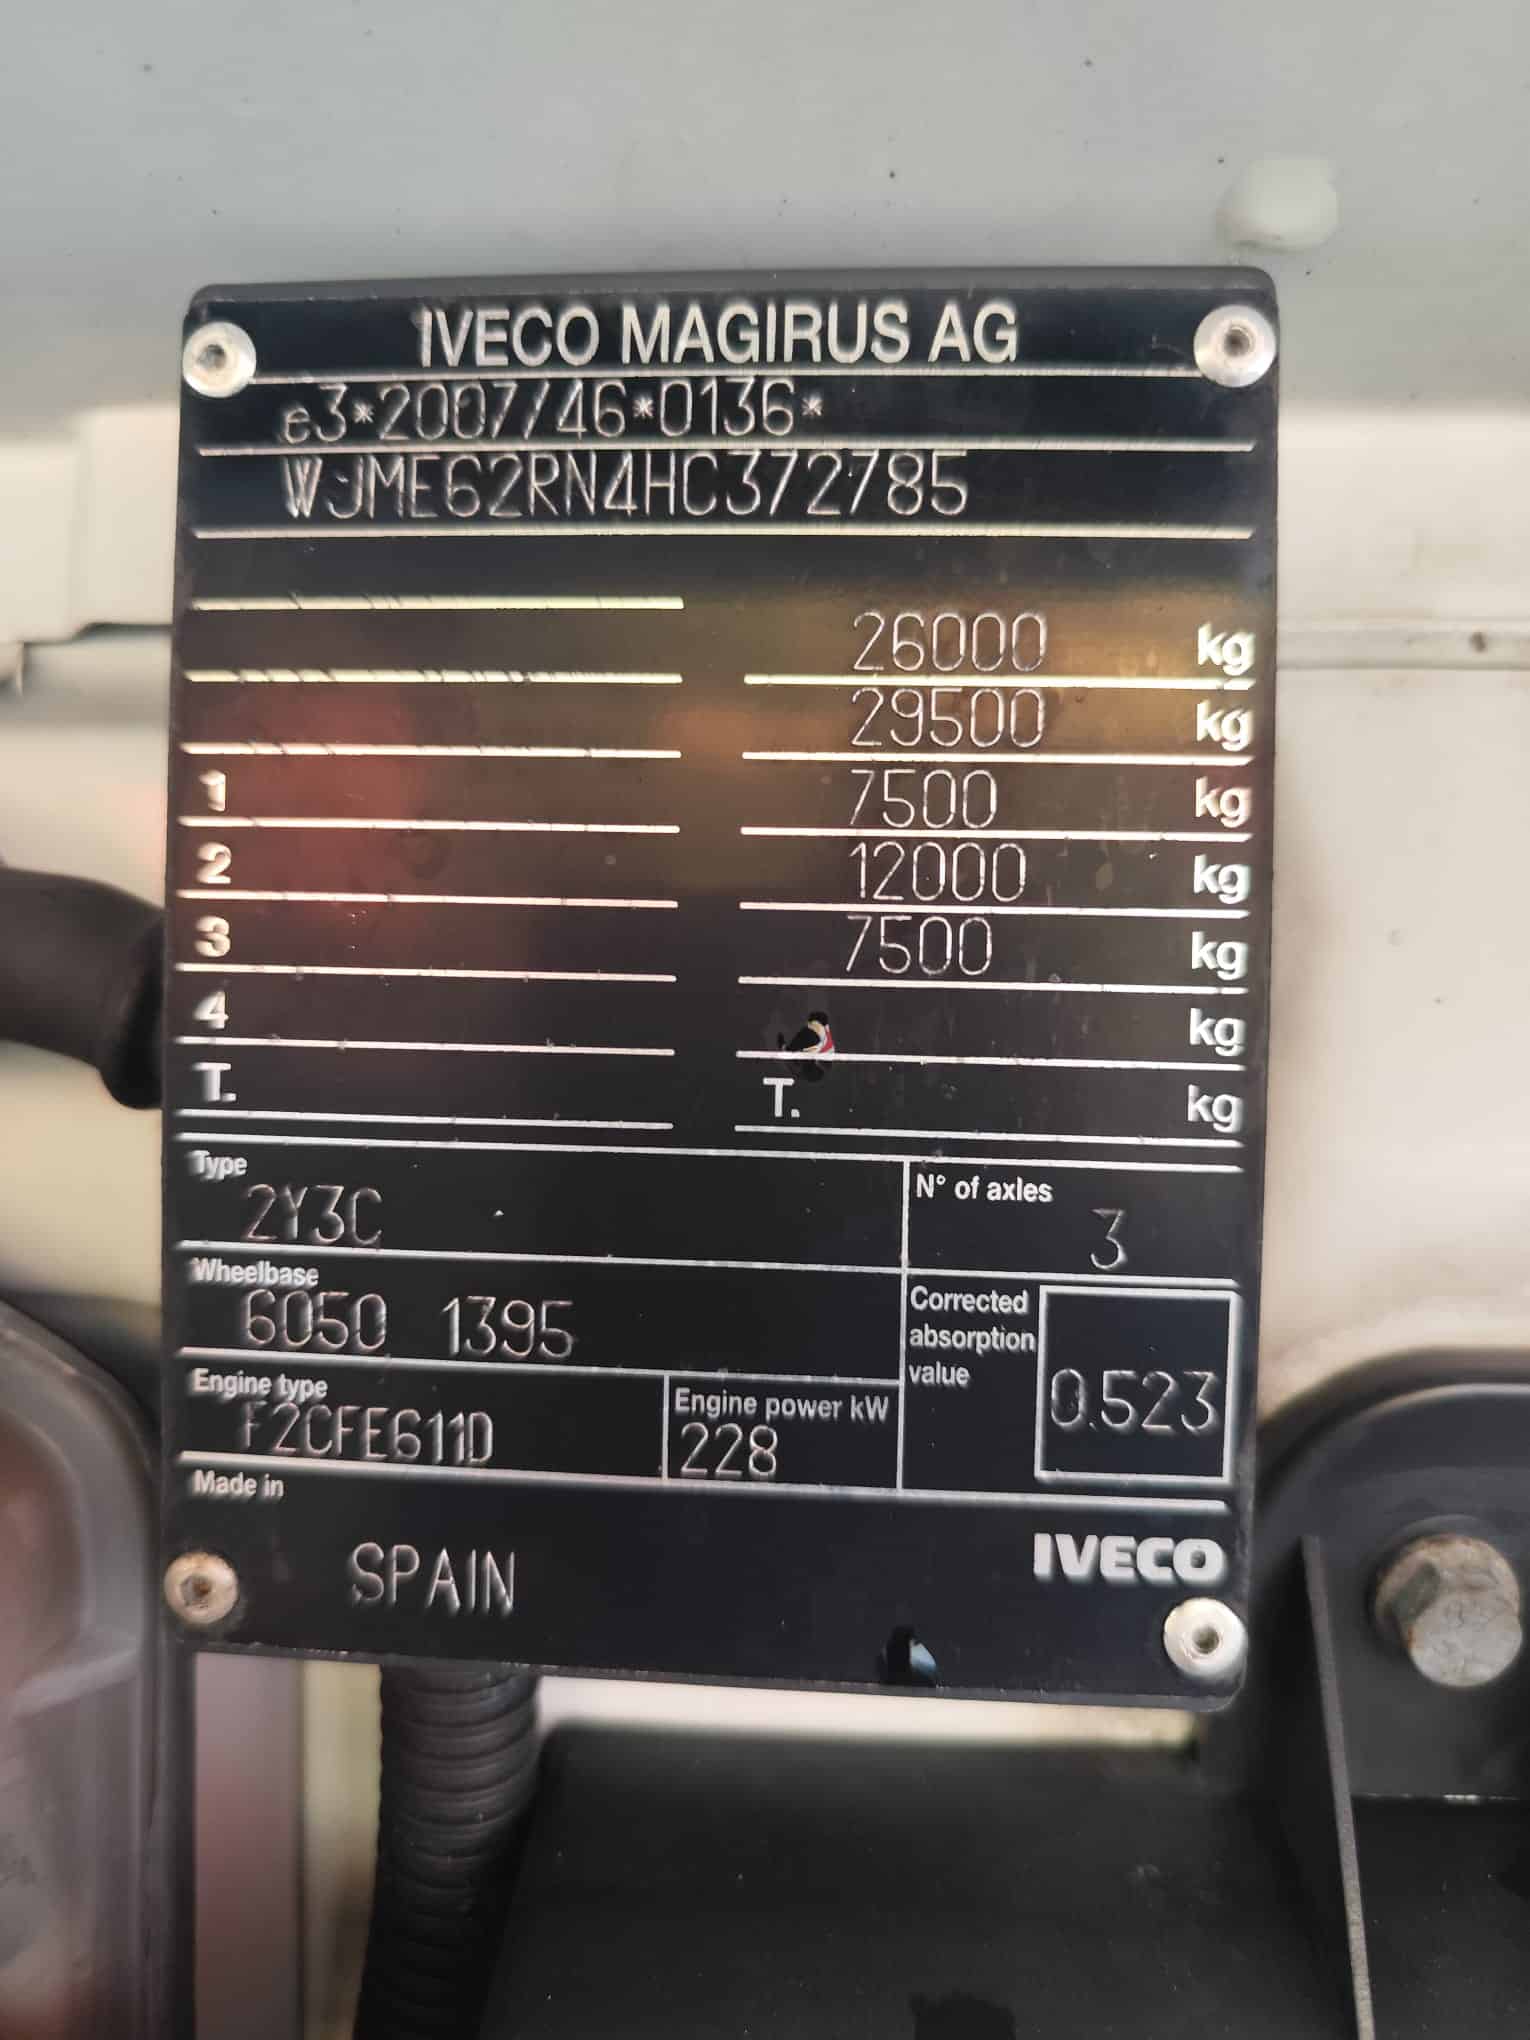 IVECO MAGIRUS AG
e3*2007/46*0136*
WJME62RN4HC372785
26000 kg
29500 kg
1 7500 kg
2 12000 kg
3 7500 kg
4 kg
T. T. kg
Type
2Y3C
N° of axles
3
Wheelbase
6050 1395
Corrected
absorption
value
0.523
Engine type
F2CFE611D
Engine power kW
228
Made in
SPAIN
IVECO